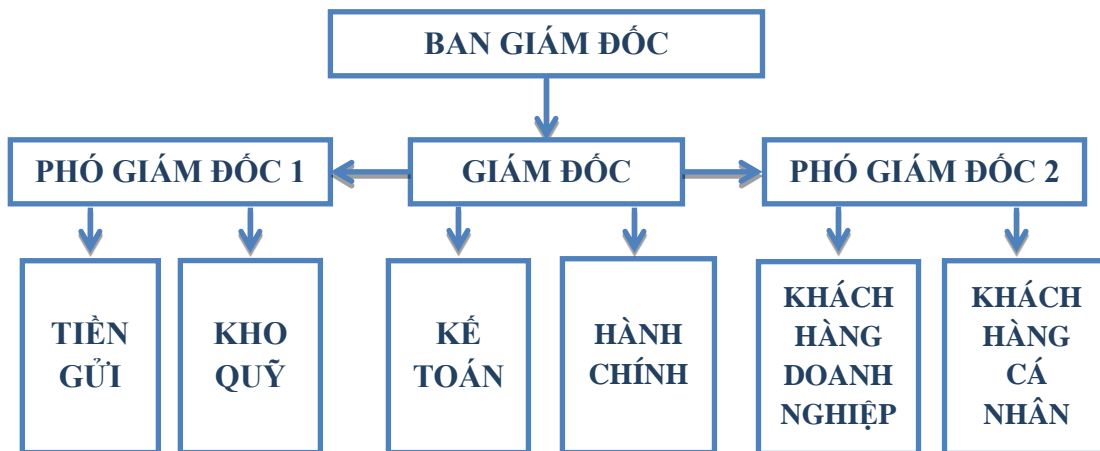 BAN GIÁM ĐỐC
PHÓ GIÁM ĐỐC 1
GIÁM ĐỐC
PHÓ GIÁM ĐỐC 2
TIỀN
GỬI
KHO
QUỸ
KẾ
TOÁN
HÀNH
CHÍNH
KHÁCH
HÀNG
DOANH
NGHIỆP
KHÁCH
HÀNG
CÁ
NHÂN